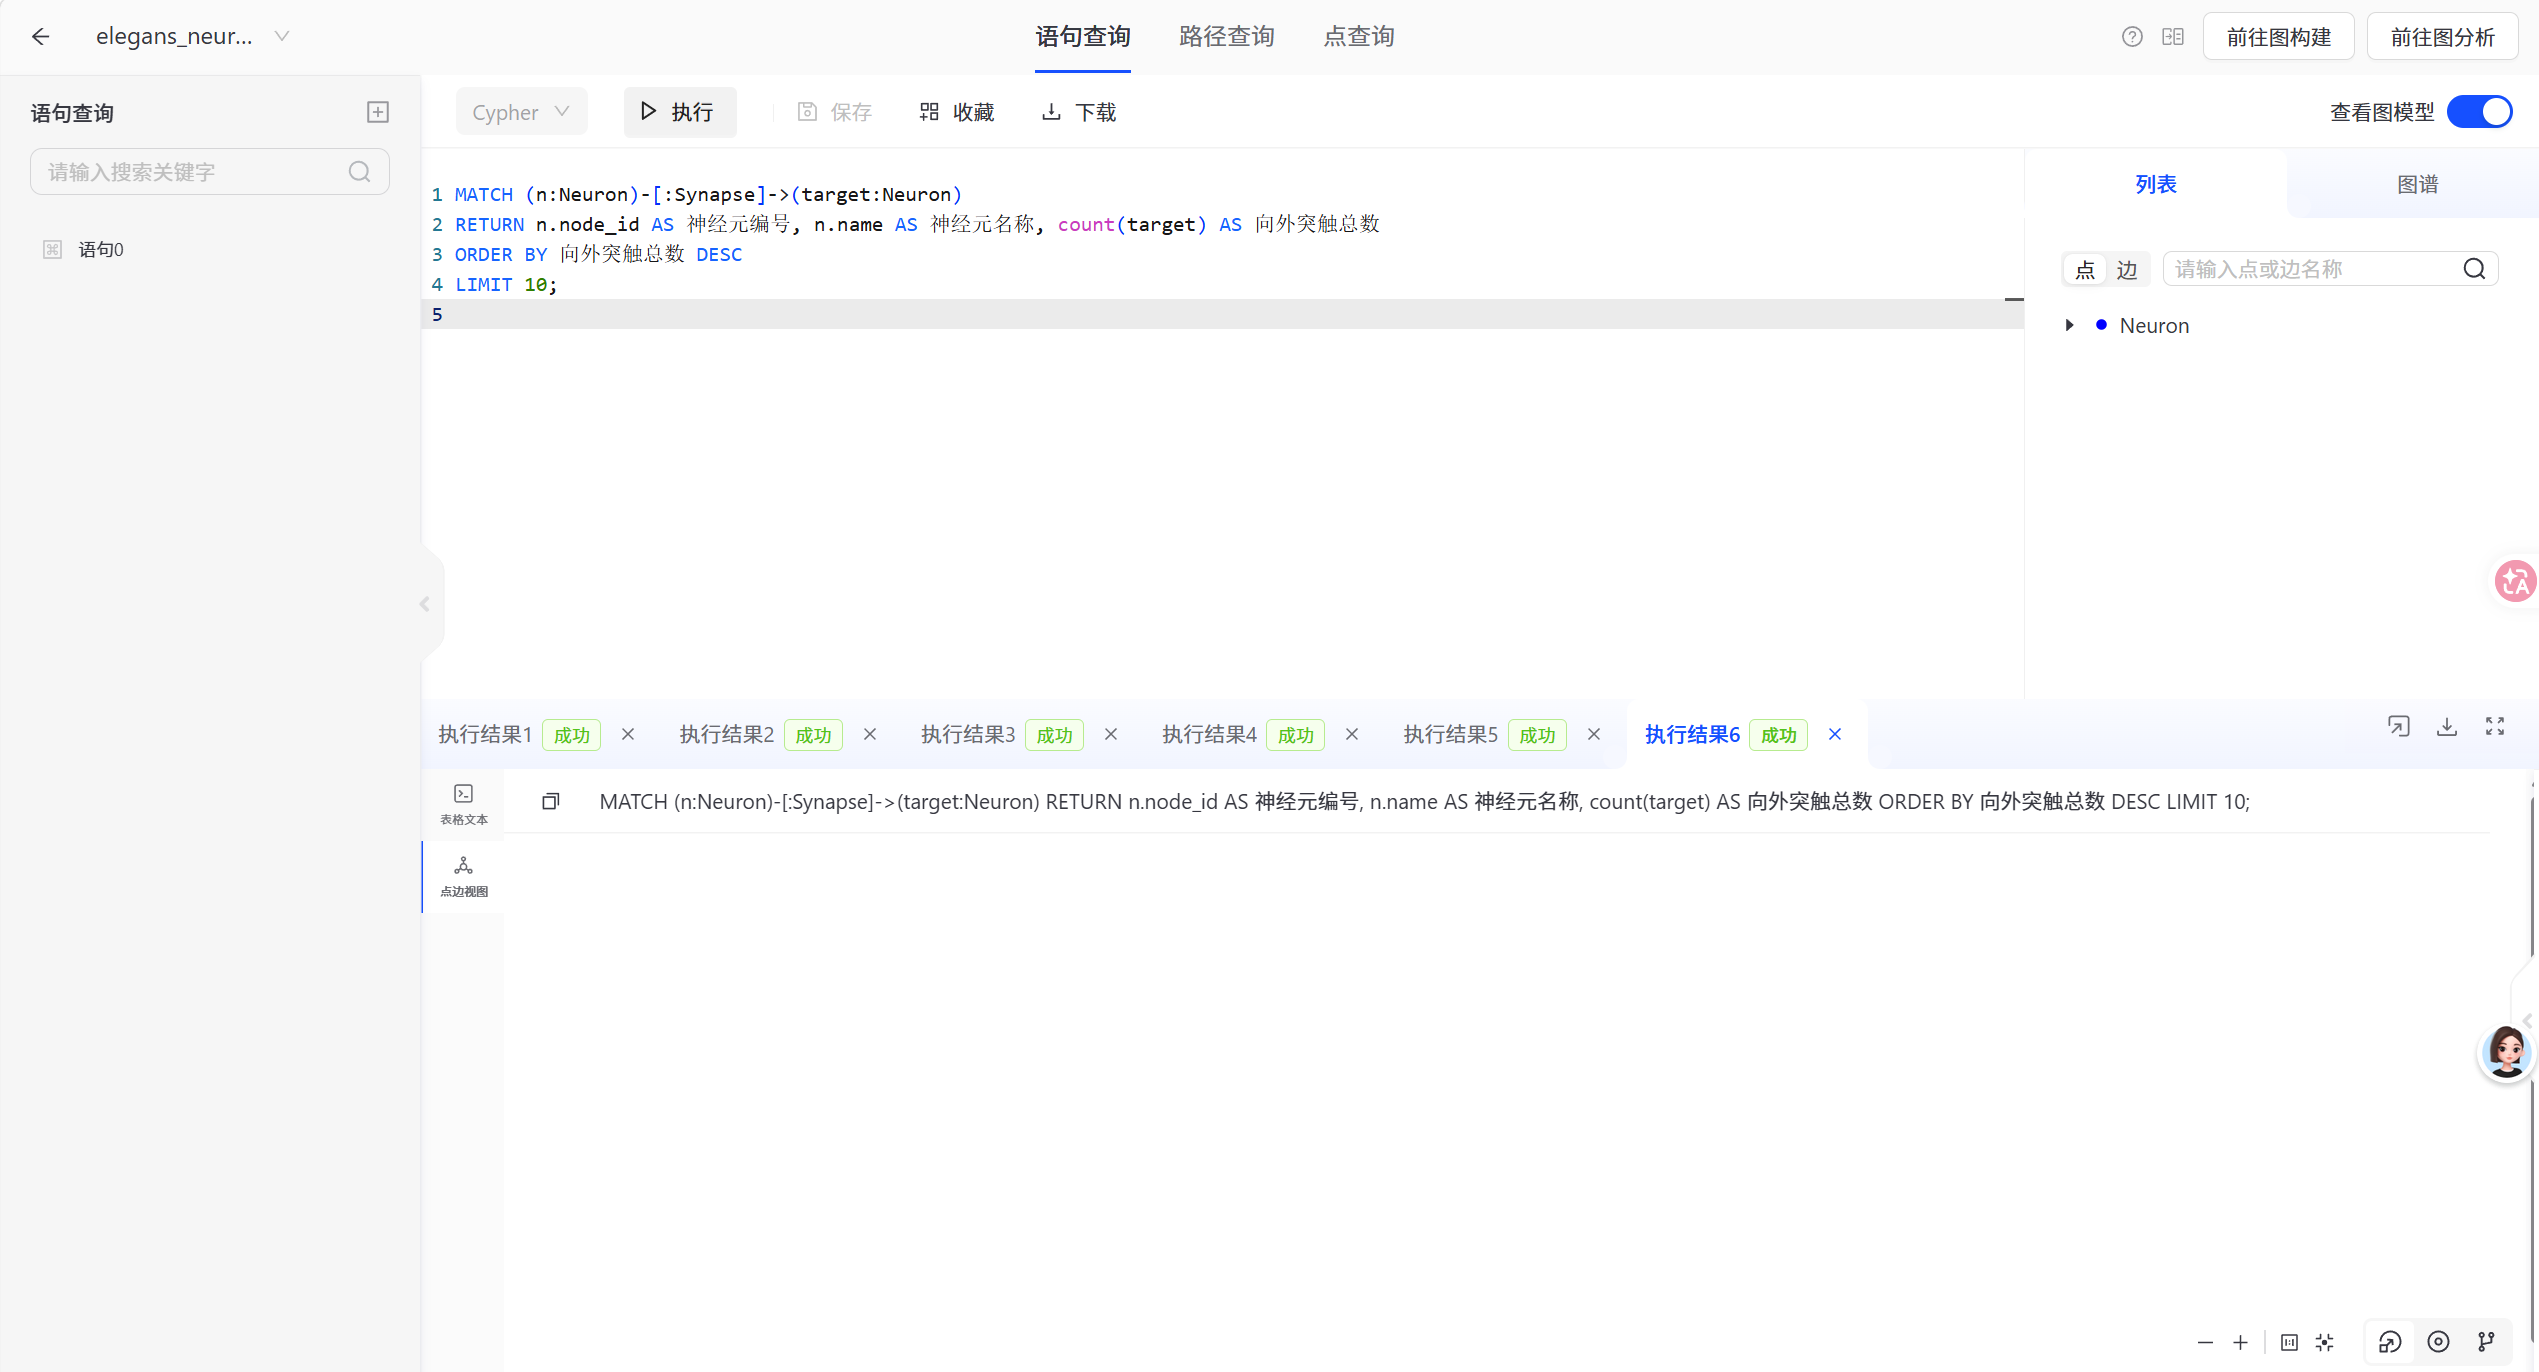 elegans_neur...
语句查询
路径查询
点查询
前往图构建
前往图分析
语句查询
请输入搜索关键字
语句0
Cypher
执行
保存
收藏
下载
查看图模型
1 MATCH (n:Neuron)-[:Synapse]->(target:Neuron)
2 RETURN n.node_id AS 神经元编号, n.name AS 神经元名称, count(target) AS 向外突触总数
3 ORDER BY 向外突触总数 DESC
4 LIMIT 10;
5
列表
图谱
点
边
请输入点或边名称
Neuron
执行结果1 成功
执行结果2 成功
执行结果3 成功
执行结果4 成功
执行结果5 成功
执行结果6 成功
表格文本
点边视图
MATCH (n:Neuron)-[:Synapse]->(target:Neuron) RETURN n.node_id AS 神经元编号, n.name AS 神经元名称, count(target) AS 向外突触总数 ORDER BY 向外突触总数 DESC LIMIT 10;